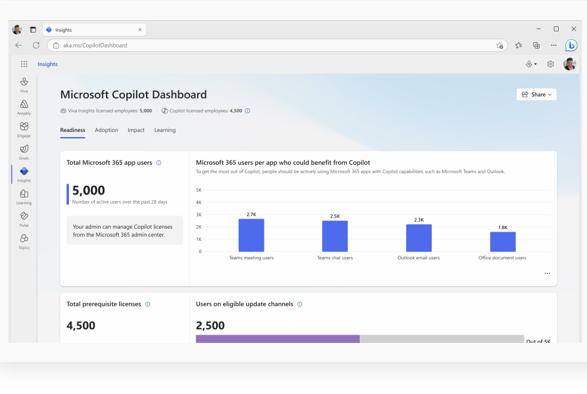 Insights
aka.ms/CopilotDashboard
Insights
Microsoft Copilot Dashboard
Share
Viva Insights licensed employees: 5,000
Copilot licensed employees: 4,500
Readiness
Adoption
Impact
Learning
Viva
Amplify
Engage
Goals
Insights
Learning
Pulse
Topics
Total Microsoft 365 app users
5,000
Number of active users over the past 28 days
Your admin can manage Copilot licenses
from the Microsoft 365 admin center.
Microsoft 365 users per app who could benefit from Copilot
To get the most out of Copilot, people should be actively using Microsoft 365 apps with Copilot capabilities, such as Microsoft Teams and Outlook.
5K
4K
3K
2K
1K
0
2.7K
2.5K
2.3K
1.8K
Teams meeting users
Teams chat users
Outlook email users
Office document users
Total prerequisite licenses
4,500
Users on eligible update channels
2,500
Out of 5K